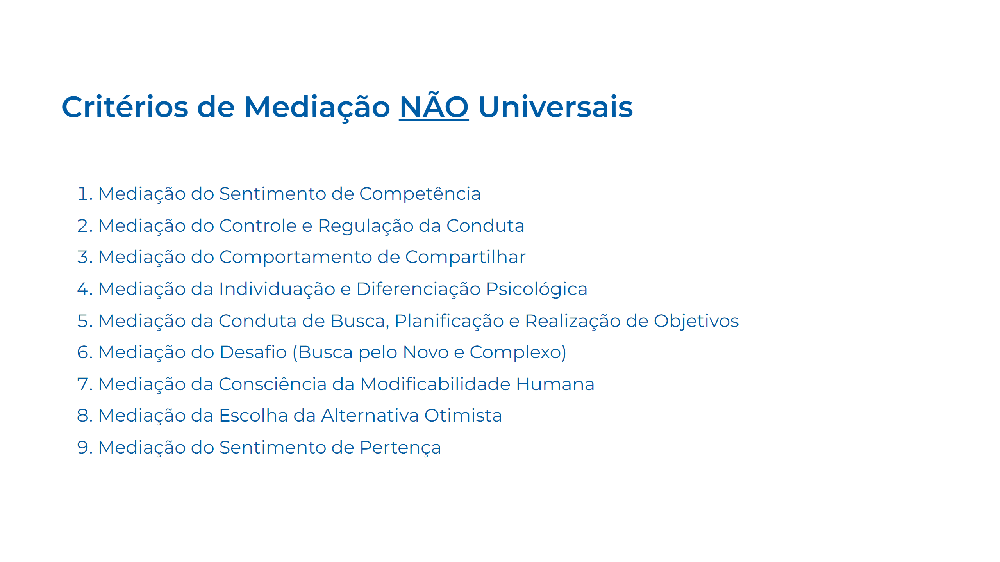 Critérios de Mediação NÃO Universais
1. Mediação do Sentimento de Competência
2. Mediação do Controle e Regulação da Conduta
3. Mediação do Comportamento de Compartilhar
4. Mediação da Individuação e Diferenciação Psicológica
5. Mediação da Conduta de Busca, Planificação e Realização de Objetivos
6. Mediação do Desafio (Busca pelo Novo e Complexo)
7. Mediação da Consciência da Modificabilidade Humana
8. Mediação da Escolha da Alternativa Otimista
9. Mediação do Sentimento de Pertença